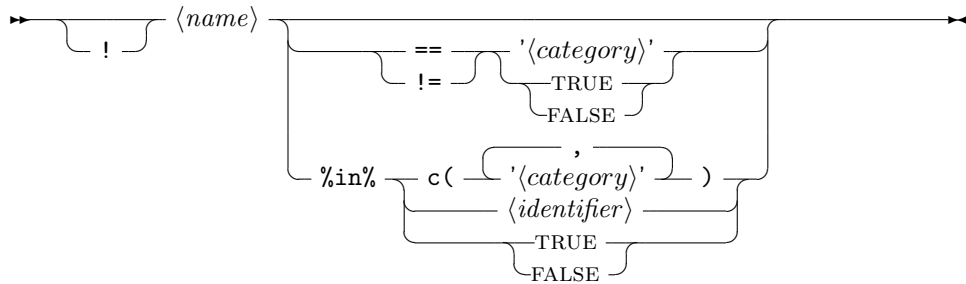 ⟨name⟩
!
== '⟨category⟩'
!= TRUE
FALSE
,
%in% c( '⟨category⟩' )
⟨identifier⟩
TRUE
FALSE